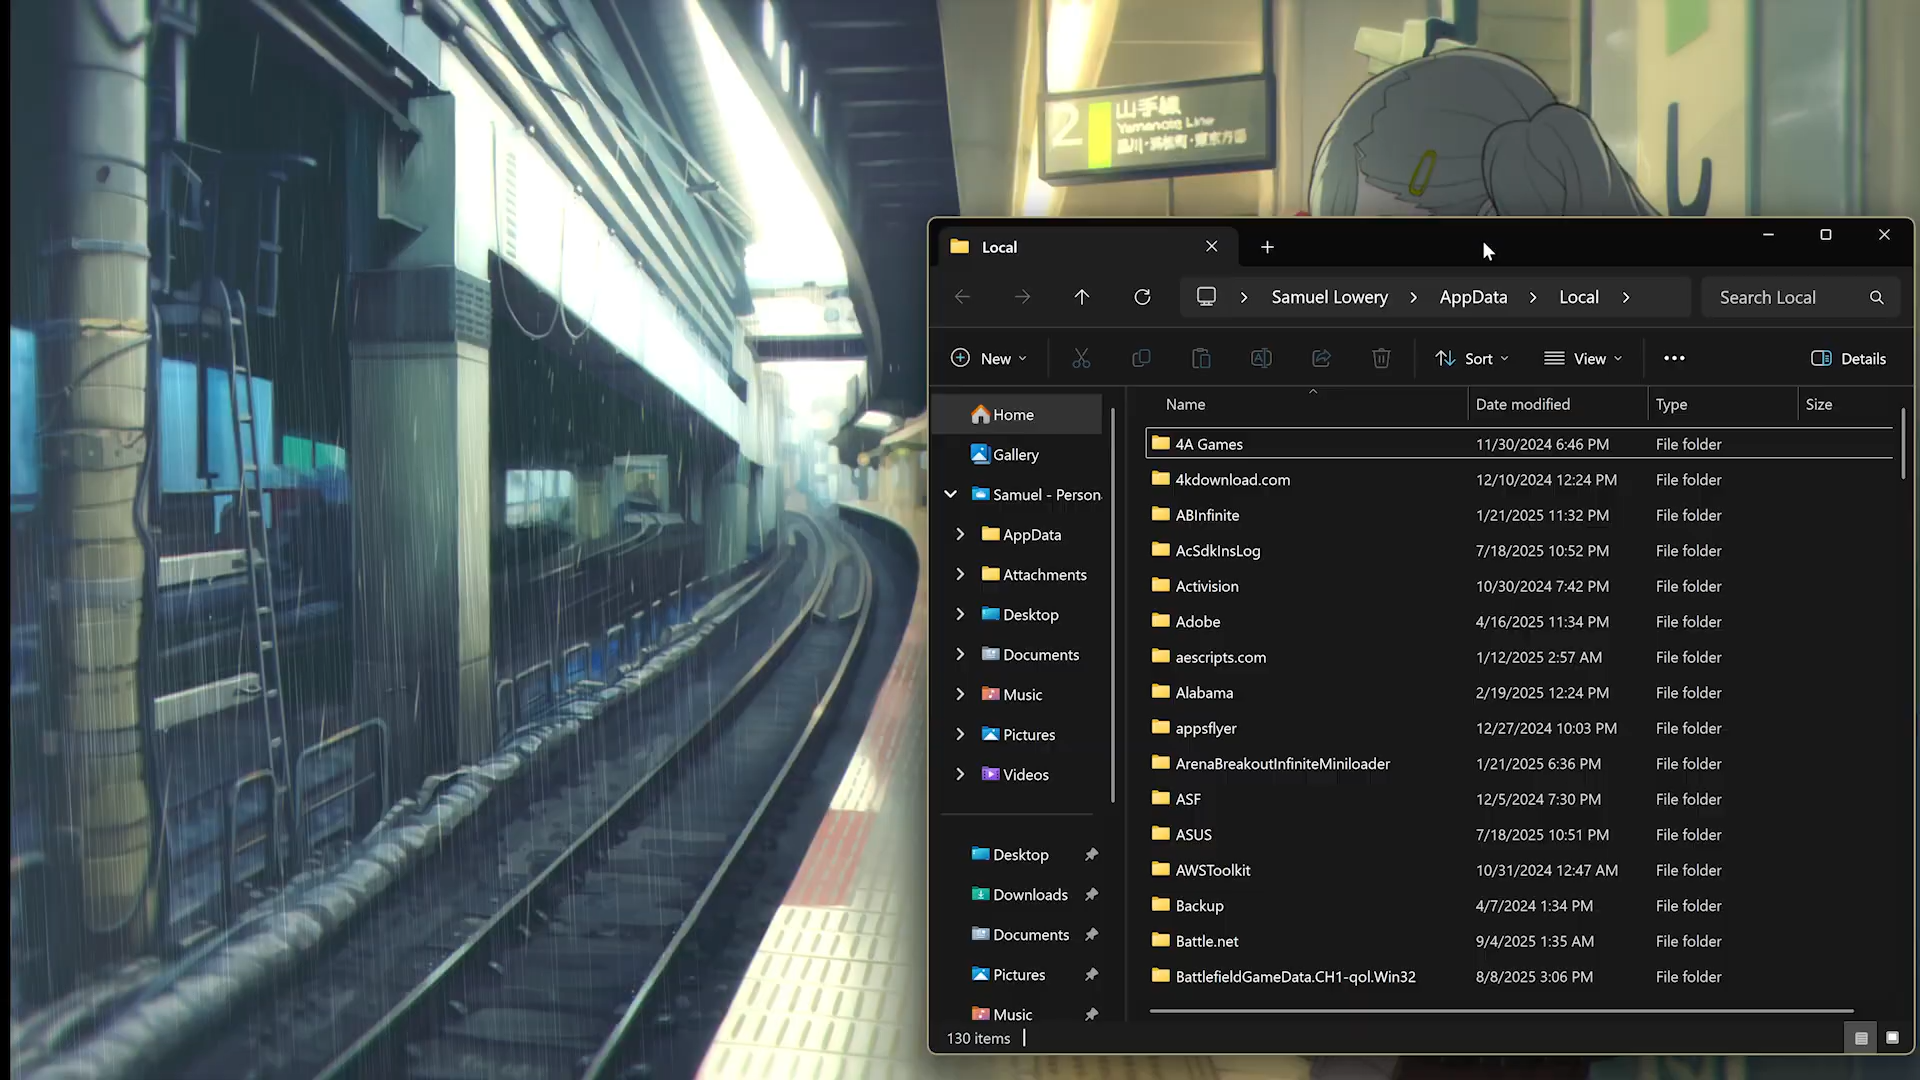 2
山手線
Yamanote Line
品川・浜松町・東京方面
Local
Samuel Lowery
AppData
Local
Search Local
New
Sort
View
Details
Home
Gallery
Samuel - Person
AppData
Attachments
Desktop
Documents
Music
Pictures
Videos
Desktop
Downloads
Documents
Pictures
Music
Name Date modified Type Size
4A Games 11/30/2024 6:46 PM File folder
4kdownload.com 12/10/2024 12:24 PM File folder
ABInfinite 1/21/2025 11:32 PM File folder
AcSdkInsLog 7/18/2025 10:52 PM File folder
Activision 10/30/2024 7:42 PM File folder
Adobe 4/16/2025 11:34 PM File folder
aescripts.com 1/12/2025 2:57 AM File folder
Alabama 2/19/2025 12:24 PM File folder
appsflyer 12/27/2024 10:03 PM File folder
ArenaBreakoutInfiniteMiniloader 1/21/2025 6:36 PM File folder
ASF 12/5/2024 7:30 PM File folder
ASUS 7/18/2025 10:51 PM File folder
AWSToolkit 10/31/2024 12:47 AM File folder
Backup 4/7/2024 1:34 PM File folder
Battle.net 9/4/2025 1:35 AM File folder
BattlefieldGameData.CH1-qol.Win32 8/8/2025 3:06 PM File folder
130 items